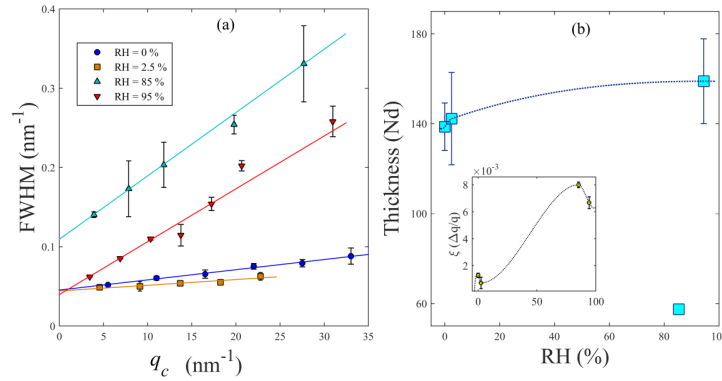 (a)
RH = 0 %
RH = 2.5 %
RH = 85 %
RH = 95 %
FWHM (nm⁻¹)
0.4
0.3
0.2
0.1
0
0 5 10 15 20 25 30 35
q_c (nm⁻¹)
b)
Thickness (Nd)
180
140
100
60
0 20 40 60 80 100
RH (%)
×10⁻³
ξ (Δq/q)
8
6
4
2
0 50 100